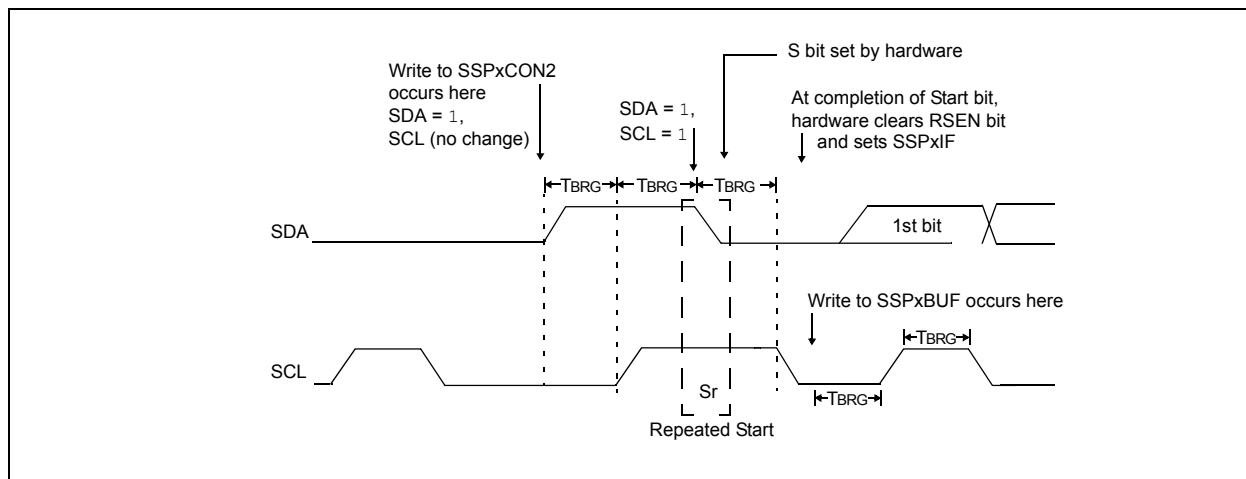 S bit set by hardware
Write to SSPxCON2
occurs here
SDA = 1,
SCL (no change)
SDA = 1,
SCL = 1
At completion of Start bit,
hardware clears RSEN bit
and sets SSPxIF
TBRG
TBRG
TBRG
SDA
1st bit
Write to SSPxBUF occurs here
TBRG
SCL
Sr
TBRG
Repeated Start